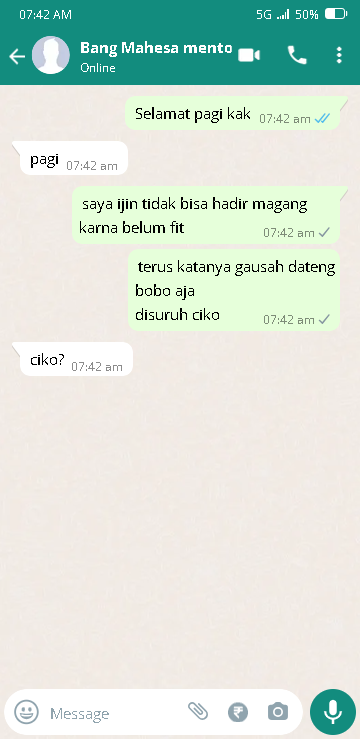 07:42 AM 5G 50%
Bang Mahesa mento
Online
Selamat pagi kak 07:42 am
pagi 07:42 am
saya ijin tidak bisa hadir magang
karna belum fit 07:42 am
terus katanya gausah dateng
bobo aja
disuruh ciko 07:42 am
ciko? 07:42 am
Message